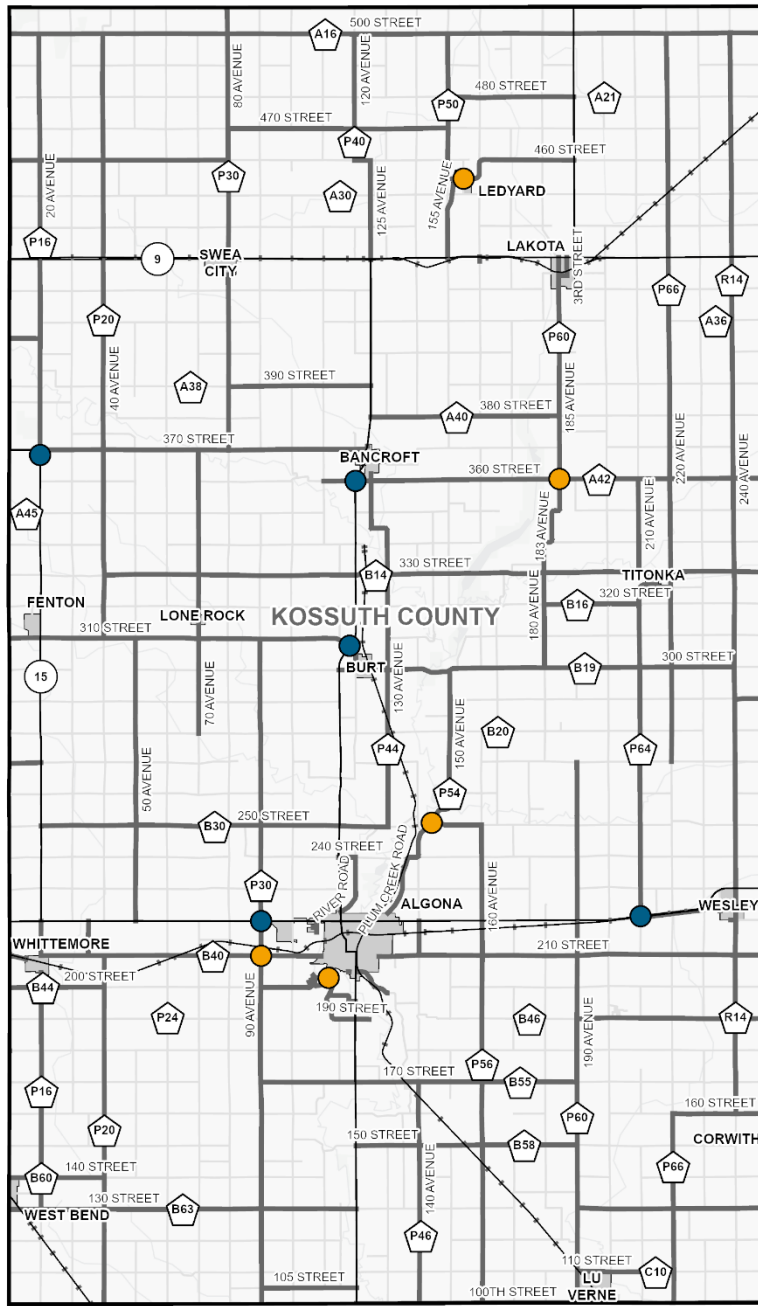 500 STREET
A16
80 AVENUE
120 AVENUE
480 STREET
P50
A21
470 STREET
P40
460 STREET
20 AVENUE
P30
A30
155 AVENUE
LEDYARD
125 AVENUE
P16
9
SWEA
CITY
LAKOTA
3RD STREET
P66
R14
P20
A36
P60
40 AVENUE
A38
390 STREET
380 STREET
A40
185 AVENUE
220 AVENUE
240 AVENUE
370 STREET
BANCROFT
360 STREET
A42
210 AVENUE
A45
183 AVENUE
330 STREET
B14
TITONKA
FENTON
LONE ROCK
B16
320 STREET
KOSSUTH COUNTY
180 AVENUE
310 STREET
300 STREET
BURT
B19
15
70 AVENUE
130 AVENUE
150 AVENUE
B20
P44
P64
50 AVENUE
P54
250 STREET
B30
240 STREET
P30
RIVER ROAD
PLUM CREEK ROAD
ALGONA
160 AVENUE
WESLEY
WHITTEMORE
B40
210 STREET
200 STREET
B44
90 AVENUE
190 STREET
P24
B46
190 AVENUE
R14
P56
170 STREET
B55
P16
P20
P60
160 STREET
150 STREET
B58
CORWITH
140 STREET
B60
140 AVENUE
P66
130 STREET
WEST BEND
B63
P46
110 STREET
C10
105 STREET
100TH STREET
LU
VERNE